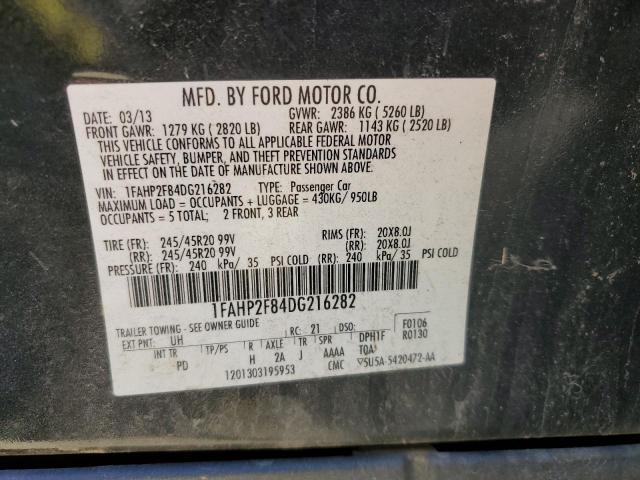 MFD. BY FORD MOTOR CO.
DATE: 03/13 GVWR: 2386 KG ( 5260 LB)
FRONT GAWR: 1279 KG ( 2820 LB) REAR GAWR: 1143 KG ( 2520 LB)
THIS VEHICLE CONFORMS TO ALL APPLICABLE FEDERAL MOTOR
VEHICLE SAFETY, BUMPER, AND THEFT PREVENTION STANDARDS
IN EFFECT ON THE DATE OF MANUFACTURE SHOWN ABOVE.
VIN: 1FAHP2F84DG216282 TYPE: Passenger Car
MAXIMUM LOAD = OCCUPANTS + LUGGAGE = 430KG/ 950LB
OCCUPANTS = 5 TOTAL; 2 FRONT, 3 REAR
TIRE (FR): 245/45R20 99V RIMS (FR): 20X8.0J
(RR): 245/45R20 99V (RR): 20X8.0J
PRESSURE (FR): 240 kPa/ 35 PSI COLD (RR): 240 kPa/ 35 PSI COLD
1FAHP2F84DG216282
TRAILER TOWING - SEE OWNER GUIDE
EXT PNT: UH RC: 21 DSO: F0106
TP/PS R AXLE TR SPR DPH1F R0130
PD H 2A J AAAA TOA
1201303195953 CMC 5U5A-5420472-AA